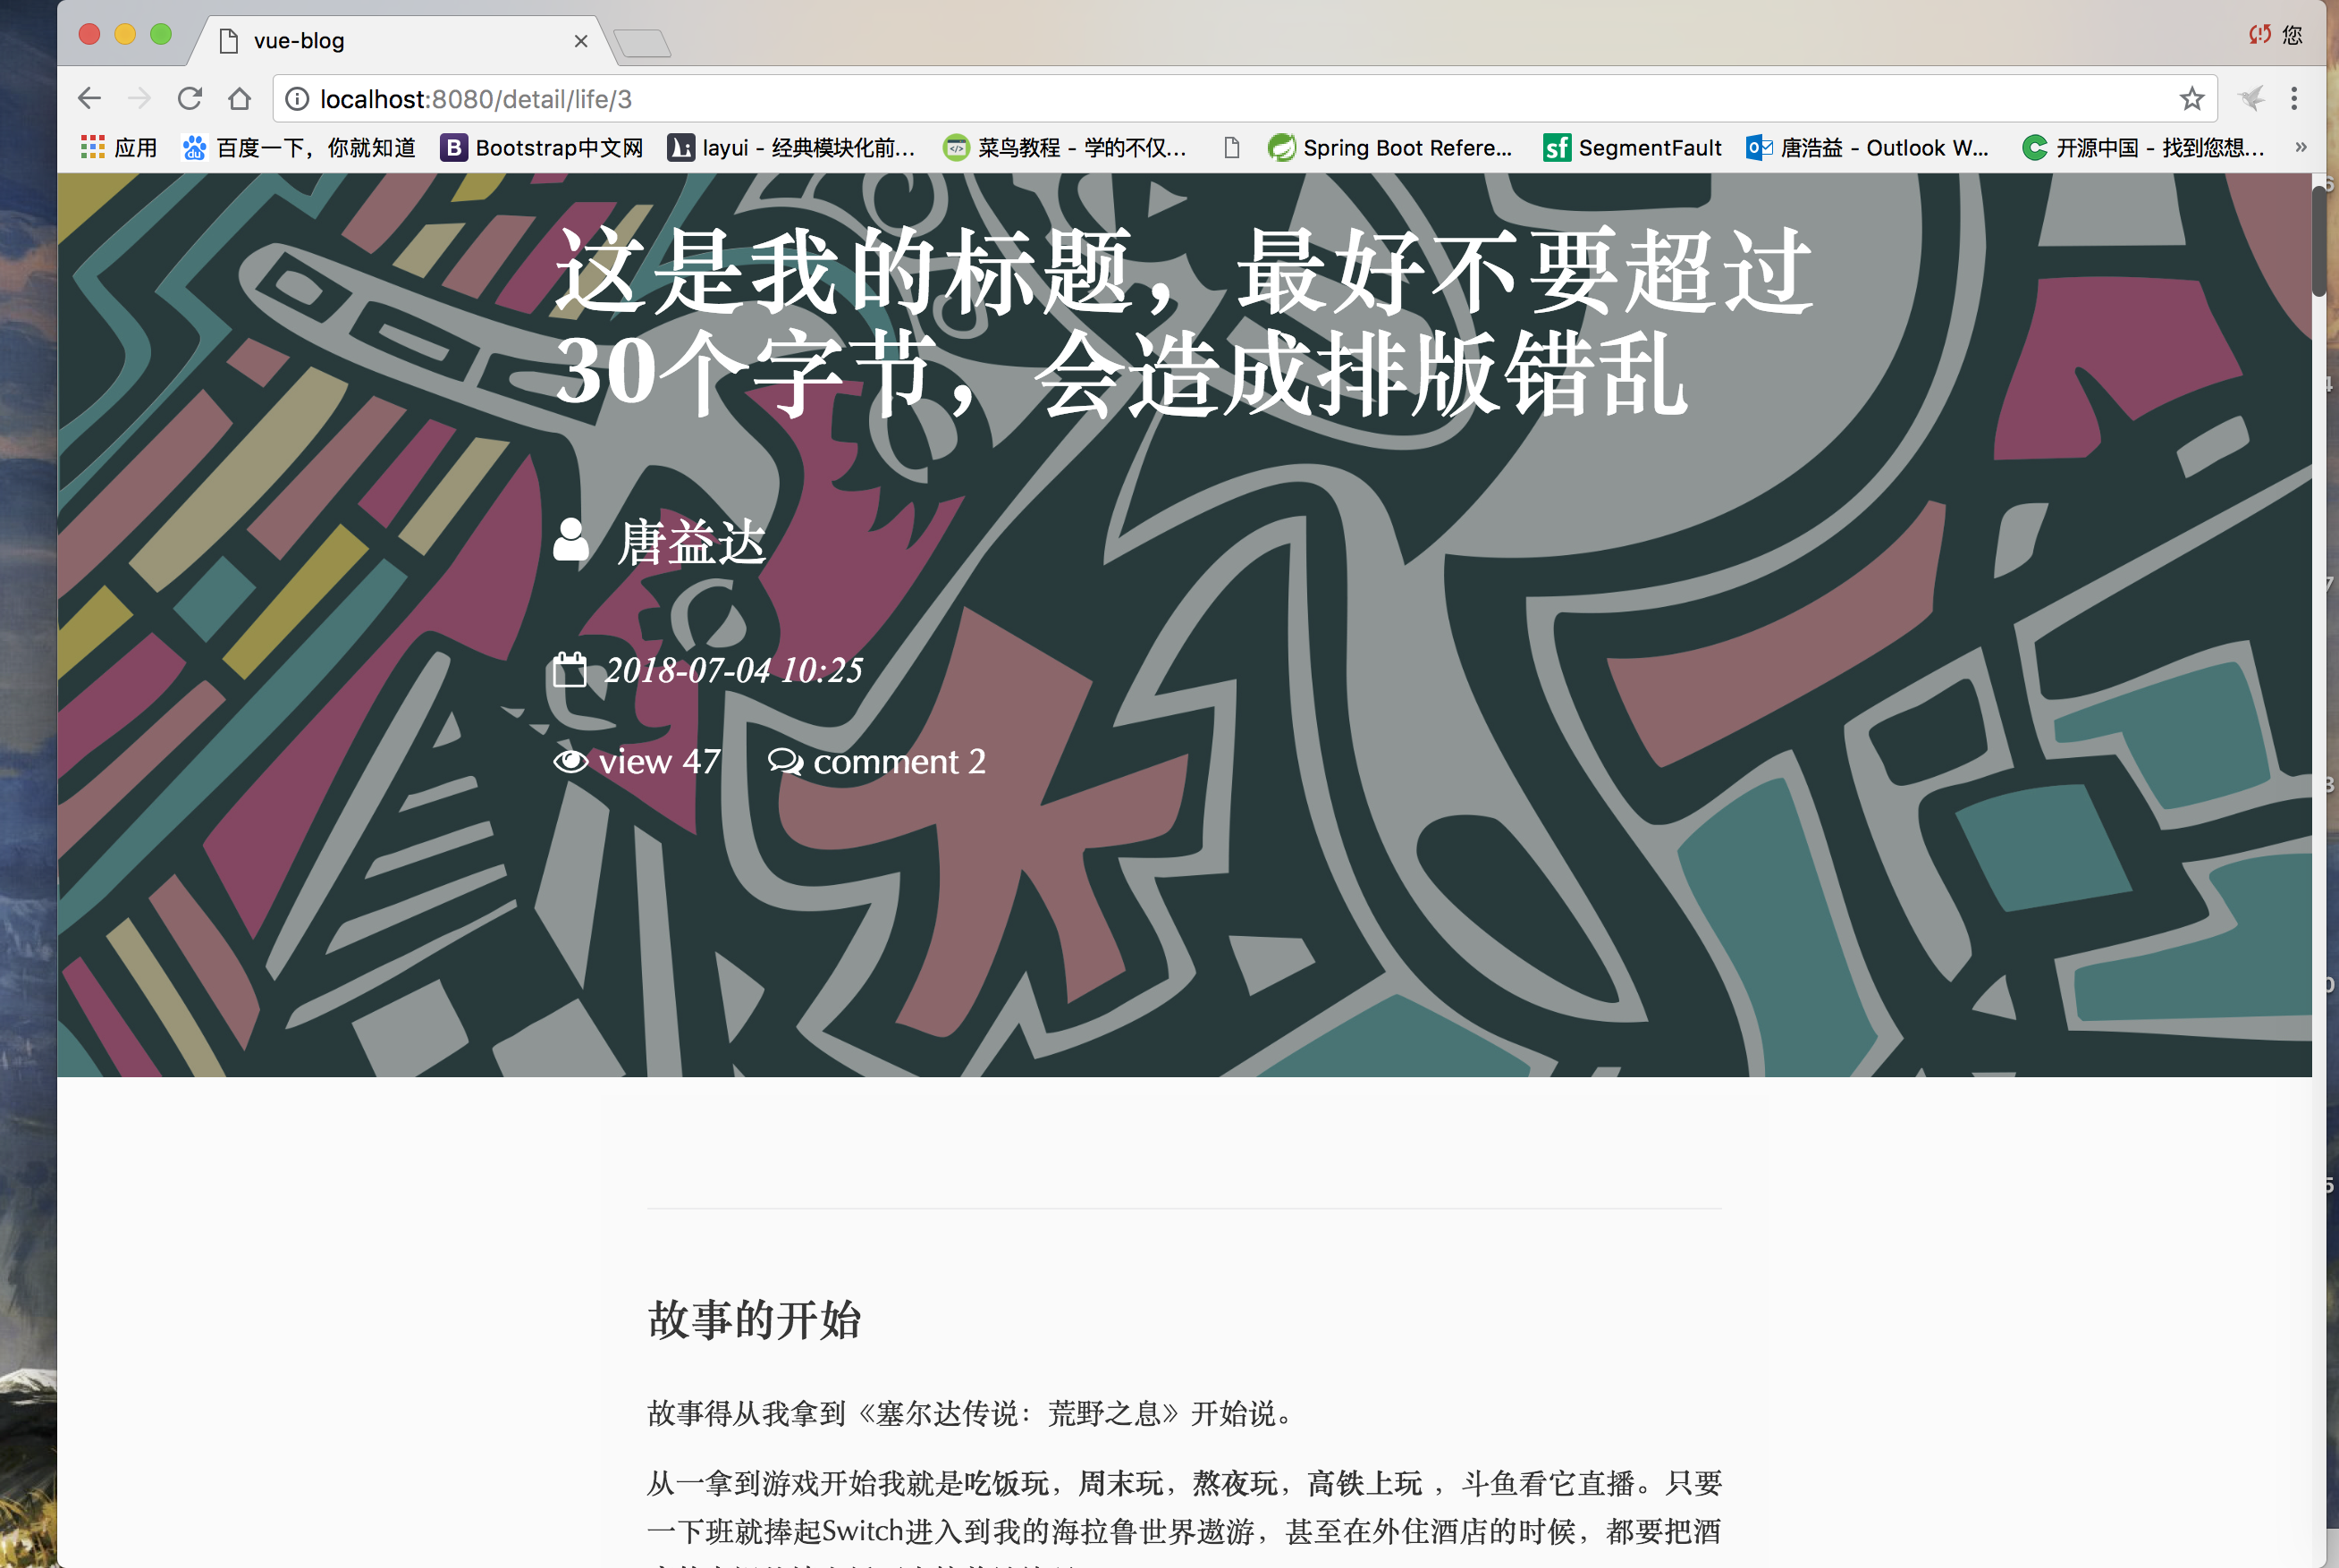 vue-blog
您
localhost:8080/detail/life/3
应用 百度一下，你就知道 Bootstrap中文网 layui - 经典模块化前... 菜鸟教程 - 学的不仅... Spring Boot Refere... SegmentFault 唐浩益 - Outlook W... 开源中国 - 找到您想... »
这是我的标题，最好不要超过
30个字节，会造成排版错乱
唐益达
2018-07-04 10:25
view 47 comment 2
故事的开始
故事得从我拿到《塞尔达传说：荒野之息》开始说。
从一拿到游戏开始我就是吃饭玩，周末玩，熬夜玩，高铁上玩 ，斗鱼看它直播。只要
一下班就捧起Switch进入到我的海拉鲁世界遨游，甚至在外住酒店的时候，都要把酒